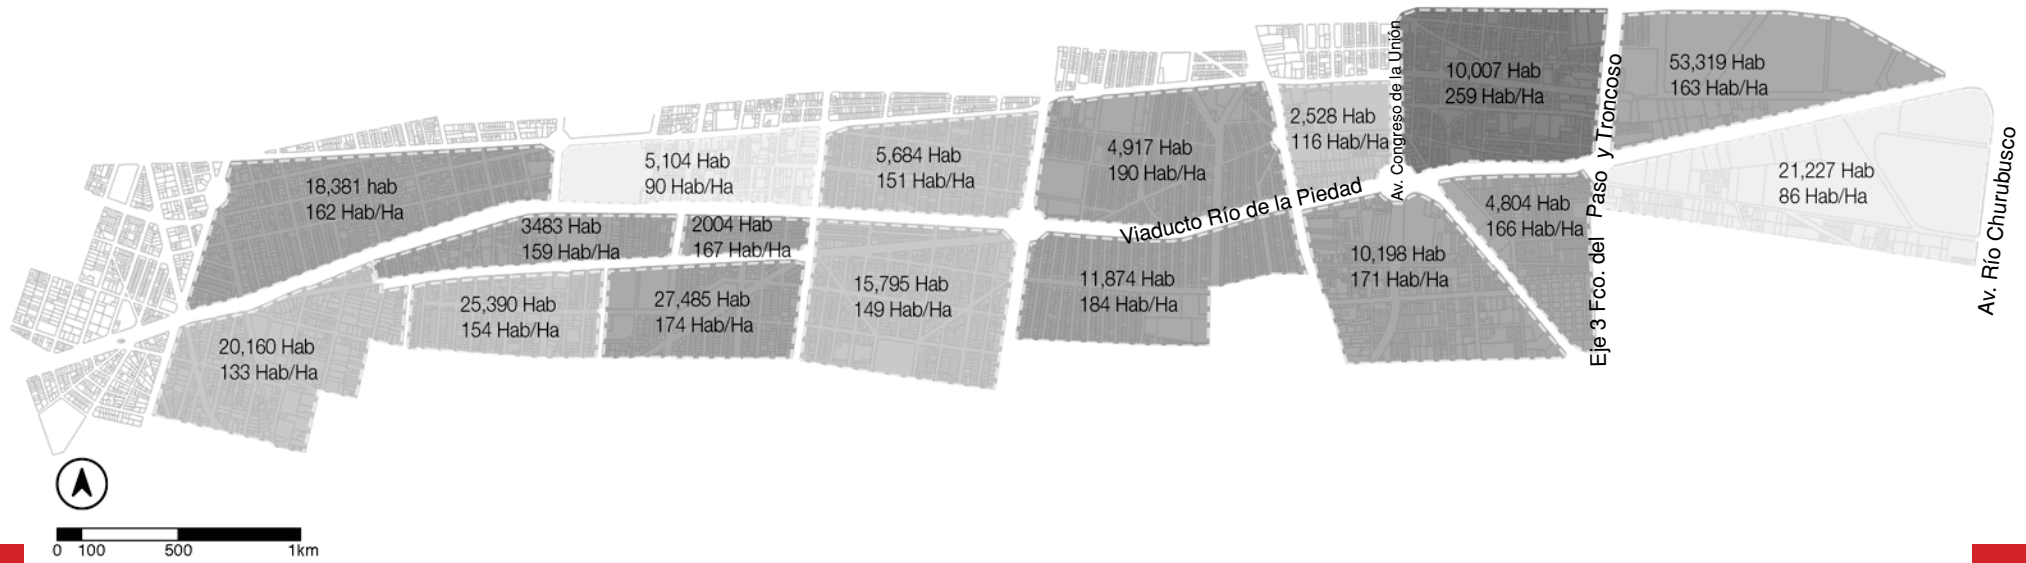 18,381 hab
162 Hab/Ha
5,104 Hab
90 Hab/Ha
5,684 Hab
151 Hab/Ha
4,917 Hab
190 Hab/Ha
2,528 Hab
116 Hab/Ha
Av. Congreso de la Unión
10,007 Hab
259 Hab/Ha
53,319 Hab
163 Hab/Ha
3483 Hab
159 Hab/Ha
2004 Hab
167 Hab/Ha
Viaducto Río de la Piedad
4,804 Hab
166 Hab/Ha
Eje 3 Fco. del Paso y Troncoso
21,227 Hab
86 Hab/Ha
Av. Río Churubusco
20,160 Hab
133 Hab/Ha
25,390 Hab
154 Hab/Ha
27,485 Hab
174 Hab/Ha
15,795 Hab
149 Hab/Ha
11,874 Hab
184 Hab/Ha
10,198 Hab
171 Hab/Ha
0 100 500 1km